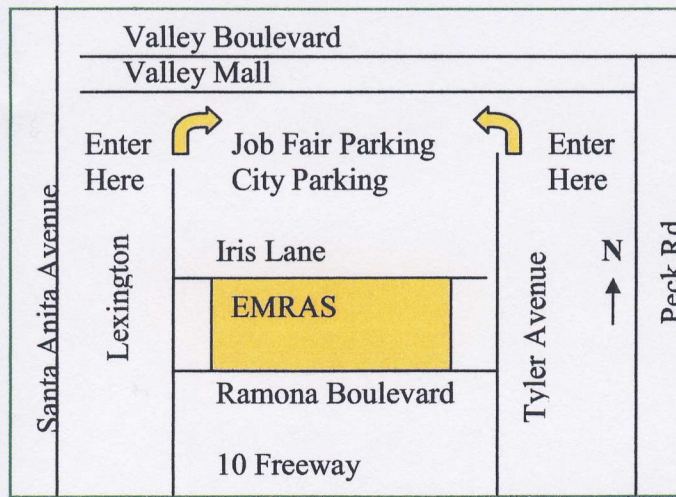 Valley Boulevard
Valley Mall
Enter
Here
Job Fair Parking
City Parking
Enter
Here
Santa Anita Avenue
Lexington
Iris Lane
EMRAS
Ramona Boulevard
10 Freeway
Tyler Avenue
N
Peck Rd